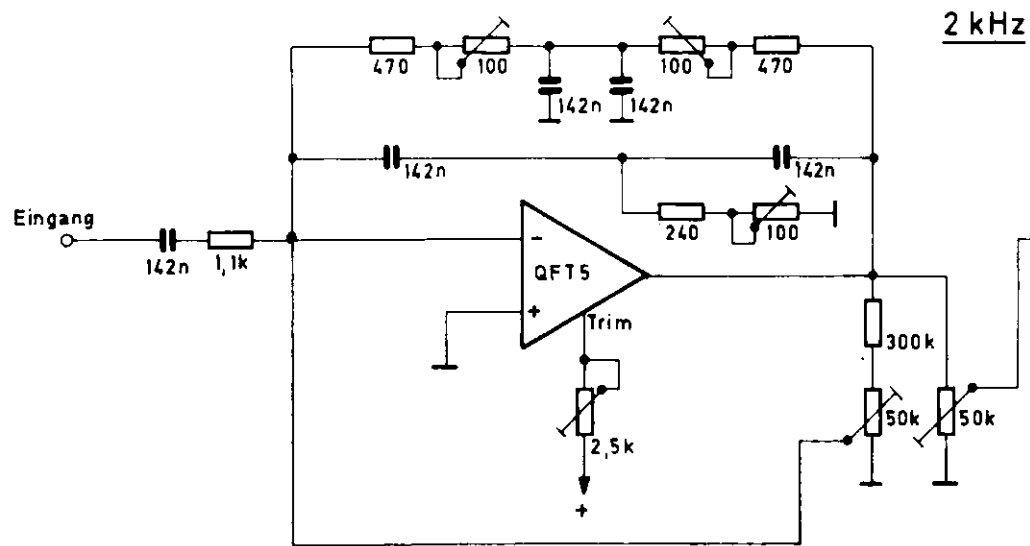 2 kHz
470
100
100
470
142n
142n
142n
142n
Eingang
142n
1,1k
240
100
-
QFT5
+
Trim
300k
50k
50k
2,5k
+